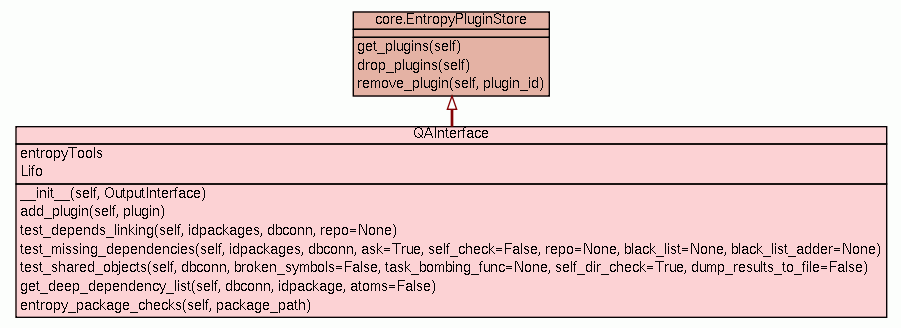 core.EntropyPluginStore
get_plugins(self)
drop_plugins(self)
remove_plugin(self, plugin_id)
QAInterface
entropyTools
Lifo
__init__(self, OutputInterface)
add_plugin(self, plugin)
test_depends_linking(self, idpackages, dbconn, repo=None)
test_missing_dependencies(self, idpackages, dbconn, ask=True, self_check=False, repo=None, black_list=None, black_list_adder=None)
test_shared_objects(self, dbconn, broken_symbols=False, task_bombing_func=None, self_dir_check=True, dump_results_to_file=False)
get_deep_dependency_list(self, dbconn, idpackage, atoms=False)
entropy_package_checks(self, package_path)